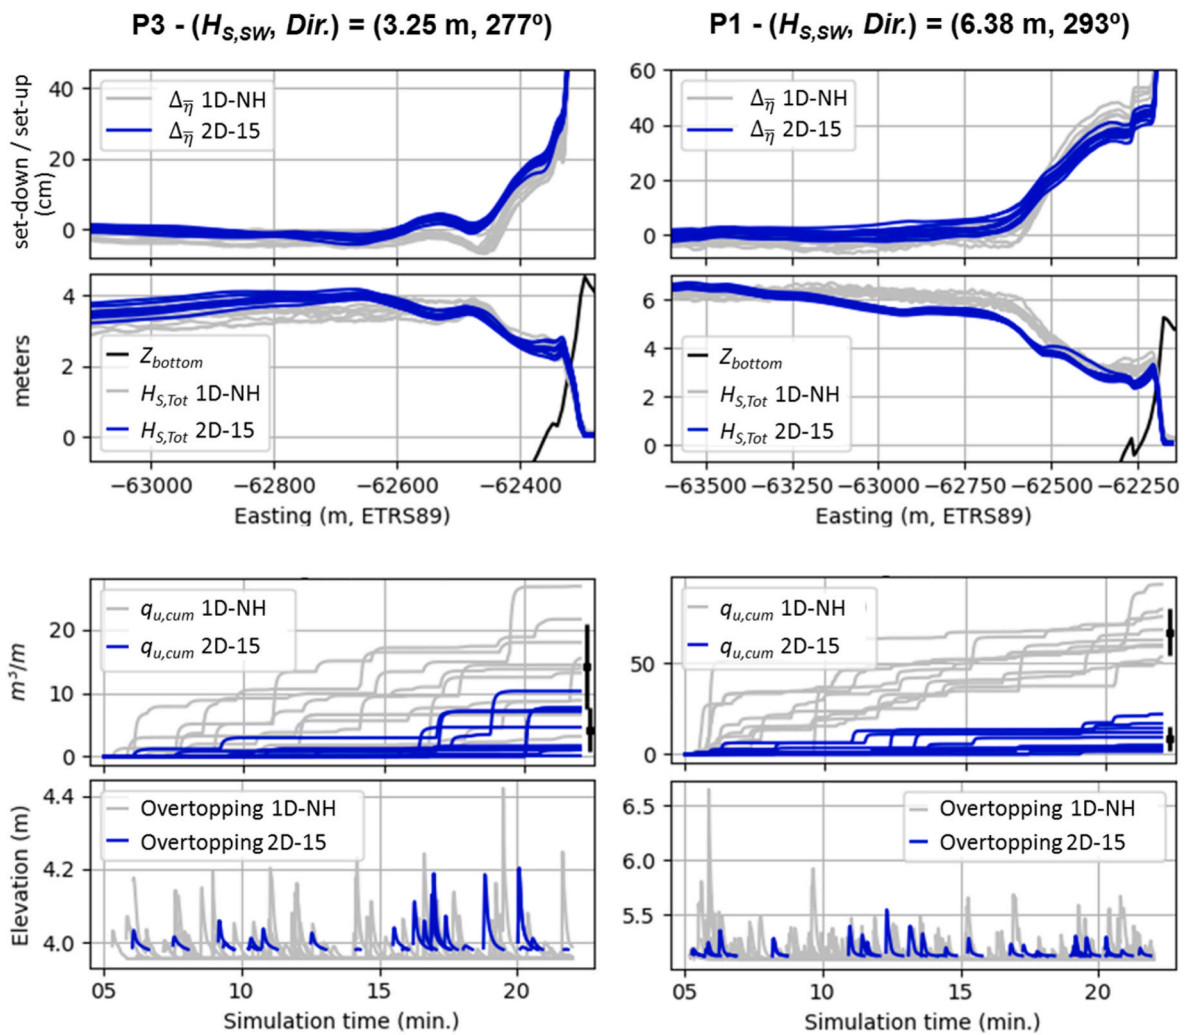 P3 - (H_S,SW, Dir.) = (3.25 m, 277º)
P1 - (H_S,SW, Dir.) = (6.38 m, 293º)
set-down / set-up
(cm)
40
20
0
Δ_η̅ 1D-NH
Δ_η̅ 2D-15
60
40
20
0
Δ_η̅ 1D-NH
Δ_η̅ 2D-15
meters
4
2
0
Z_bottom
H_S,Tot 1D-NH
H_S,Tot 2D-15
−63000 −62800 −62600 −62400
Easting (m, ETRS89)
6
4
2
0
Z_bottom
H_S,Tot 1D-NH
H_S,Tot 2D-15
−63500 −63250 −63000 −62750 −62500 −62250
Easting (m, ETRS89)
m³/m
20
10
0
q_u,cum 1D-NH
q_u,cum 2D-15
50
0
q_u,cum 1D-NH
q_u,cum 2D-15
Elevation (m)
4.4
4.2
4.0
Overtopping 1D-NH
Overtopping 2D-15
05 10 15 20
Simulation time (min.)
6.5
6.0
5.5
Overtopping 1D-NH
Overtopping 2D-15
05 10 15 20
Simulation time (min.)